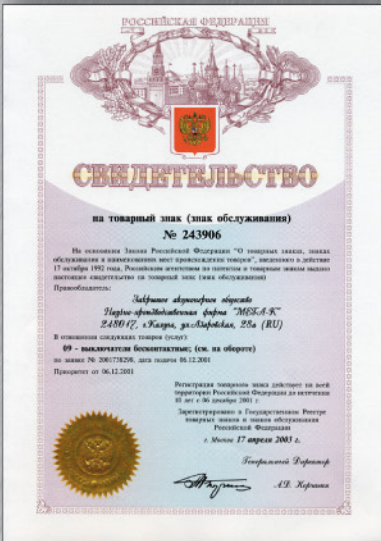 РОССИЙСКАЯ ФЕДЕРАЦИЯ
СВИДЕТЕЛЬСТВО
на товарный знак (знак обслуживания)
№ 243906
На основании Закона Российской Федерации "О товарных знаках, знаках
обслуживания и наименованиях мест происхождения товаров", введенного в действие
17 октября 1992 года, Российским агентством по патентам и товарным знакам выдано
настоящее свидетельство на товарный знак (знак обслуживания)
Правообладатель:
Закрытое акционерное общество
Научно-производственная фирма "МЕГА-К"
248017, г.Калуга, ул.Азаровская, 28а (RU)
В отношении следующих товаров (услуг):
09 - выключатели бесконтактные; (см. на обороте)
по заявке № 2001738298, дата подачи 06.12.2001
Приоритет от 06.12.2001
Регистрация товарного знака действует на всей
территории Российской Федерации до истечения
10 лет с 06 декабря 2001 г.
Зарегистрировано в Государственном Реестре
товарных знаков и знаков обслуживания
Российской Федерации
г. Москва 17 апреля 2003 г.
Генеральный Директор
А.Д. Корчагин